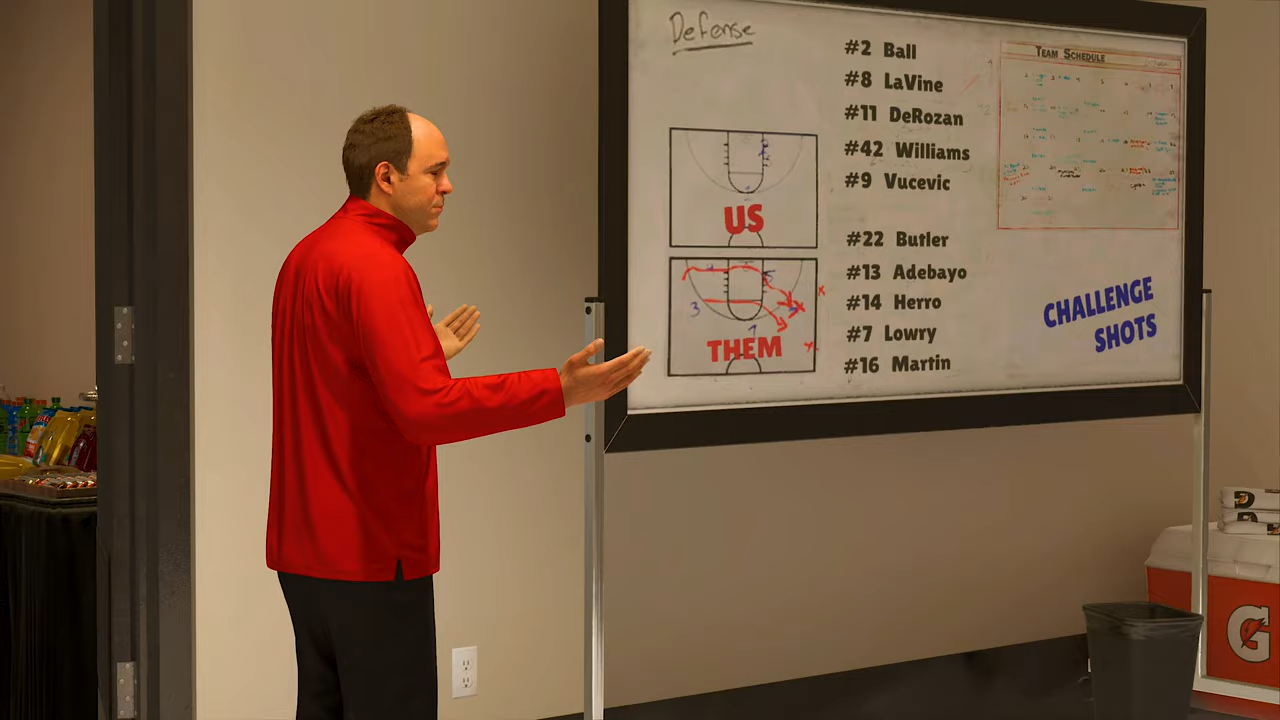 Defense
#2 Ball
#8 LaVine
#11 DeRozan
#42 Williams
#9 Vucevic
#22 Butler
#13 Adebayo
#14 Herro
#7 Lowry
#16 Martin
US
3
THEM
TEAM SCHEDULE
CHALLENGE
SHOTS
G